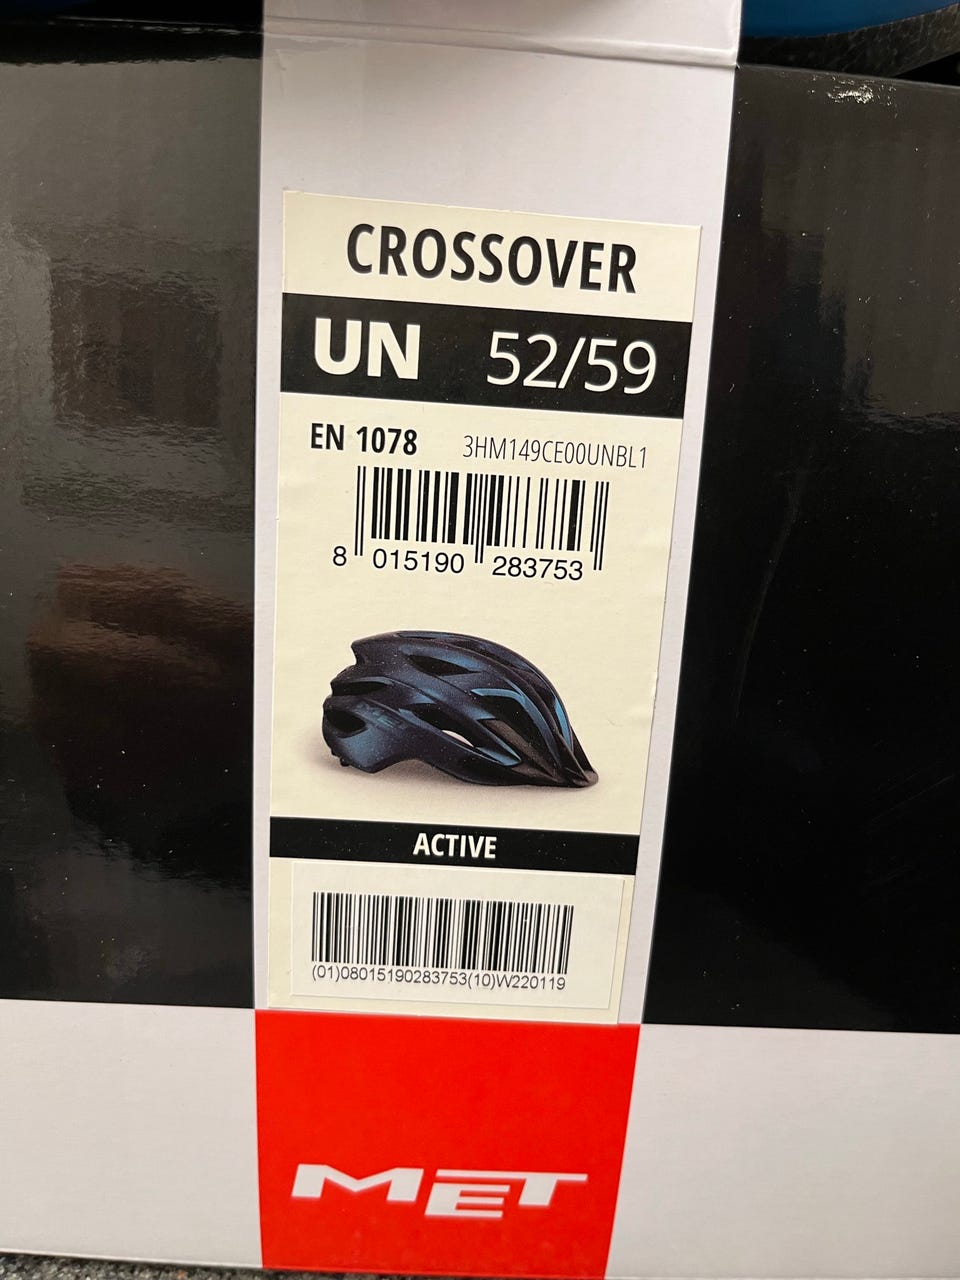 CROSSOVER
UN 52/59
EN 1078 3HM149CE00UNBL1
8 015190 283753
ACTIVE
(01)08015190283753(10)W220119
MET